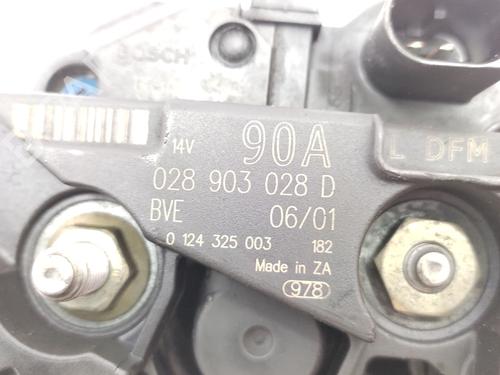 BOSCH
14V 90A L DFM
028 903 028 D
BVE 06/01
0 124 325 003 182
Made in ZA
978